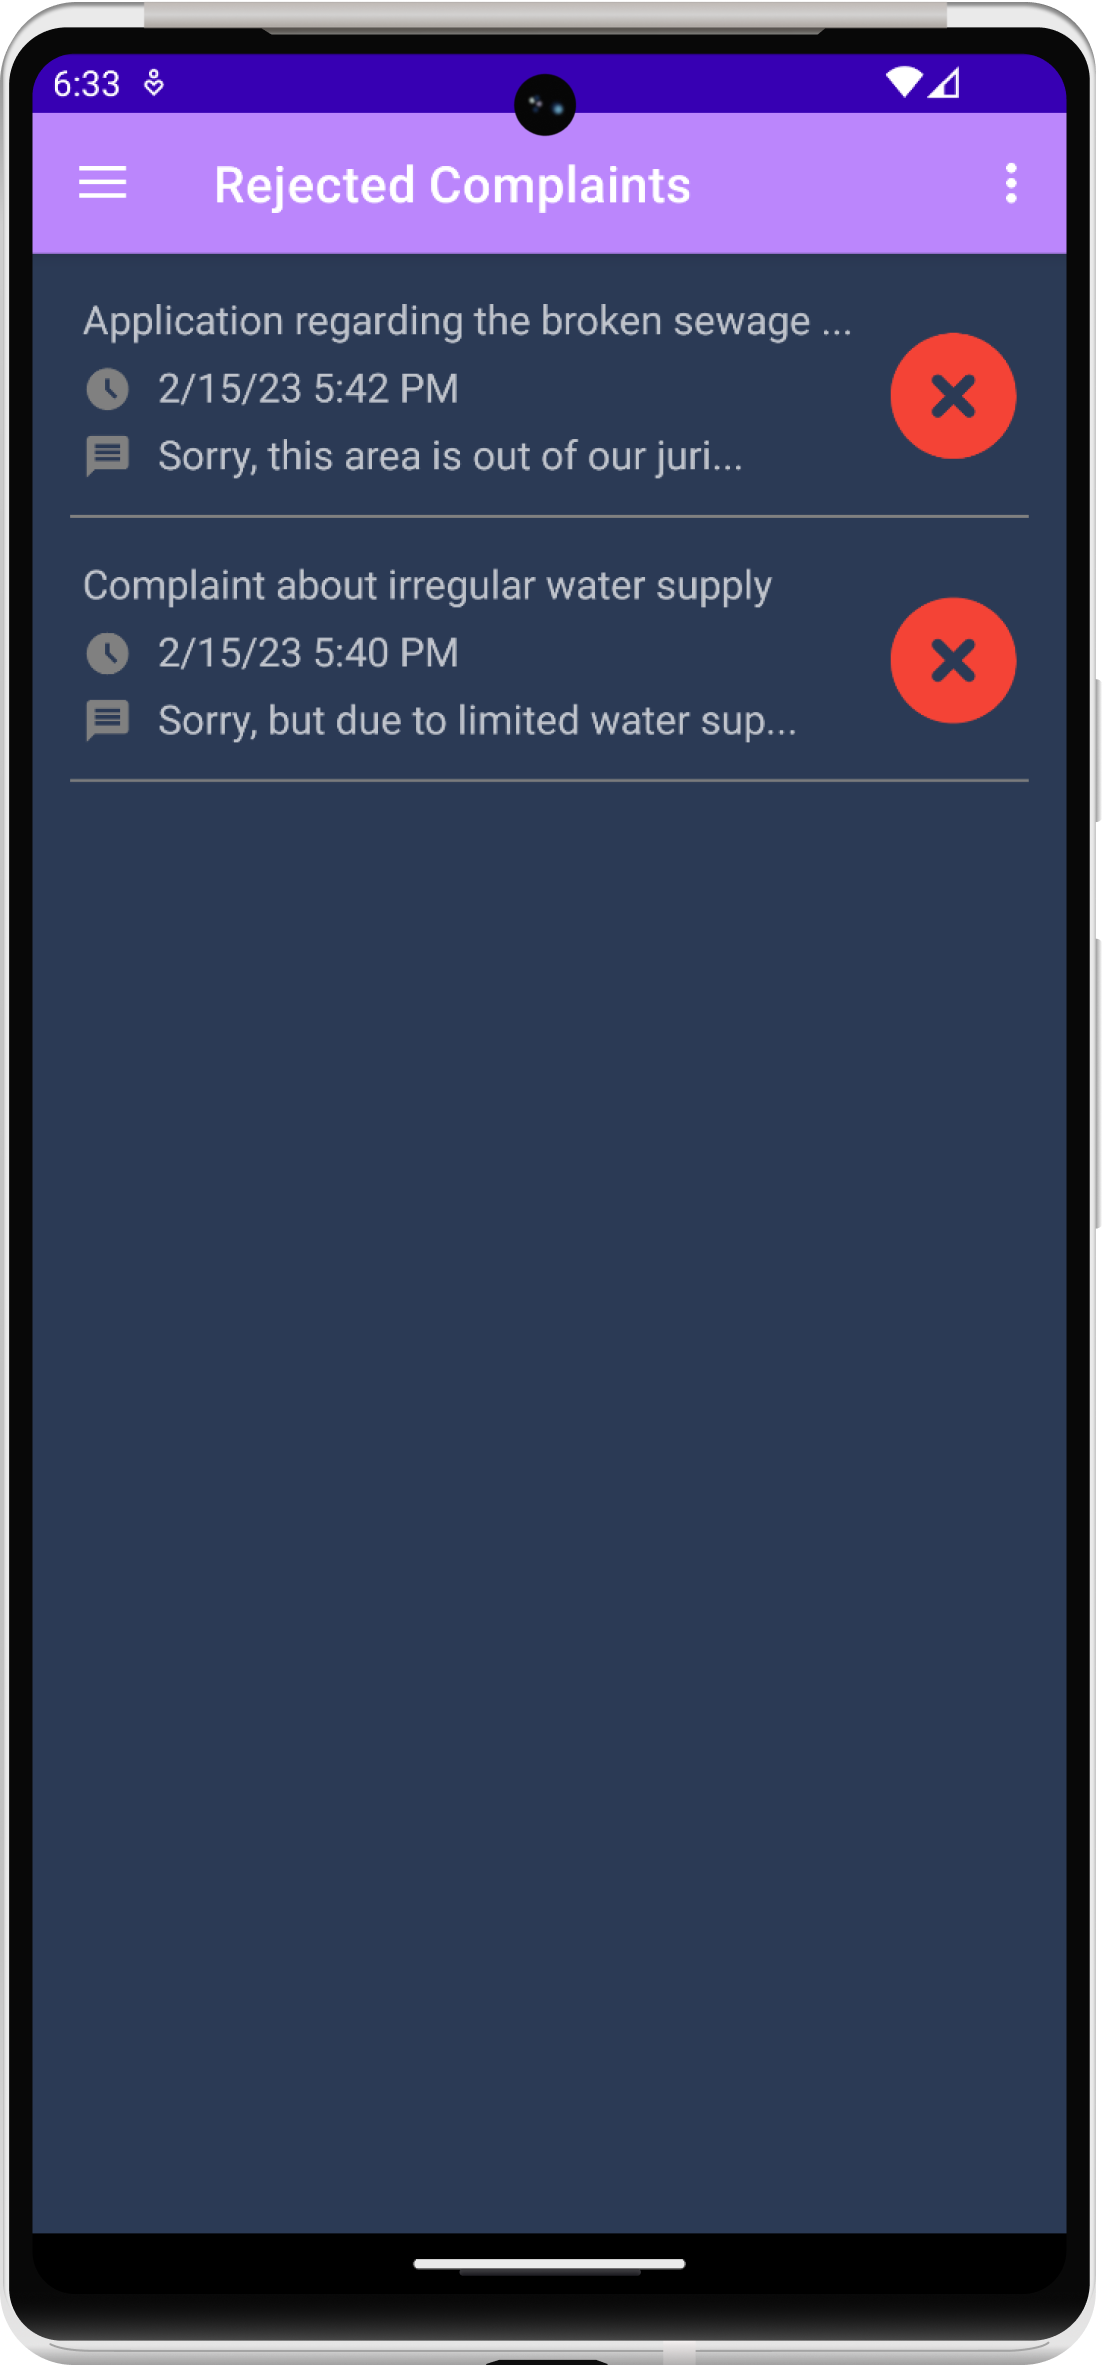 6:33
Rejected Complaints
Application regarding the broken sewage ...
2/15/23 5:42 PM
Sorry, this area is out of our juri...
Complaint about irregular water supply
2/15/23 5:40 PM
Sorry, but due to limited water sup...